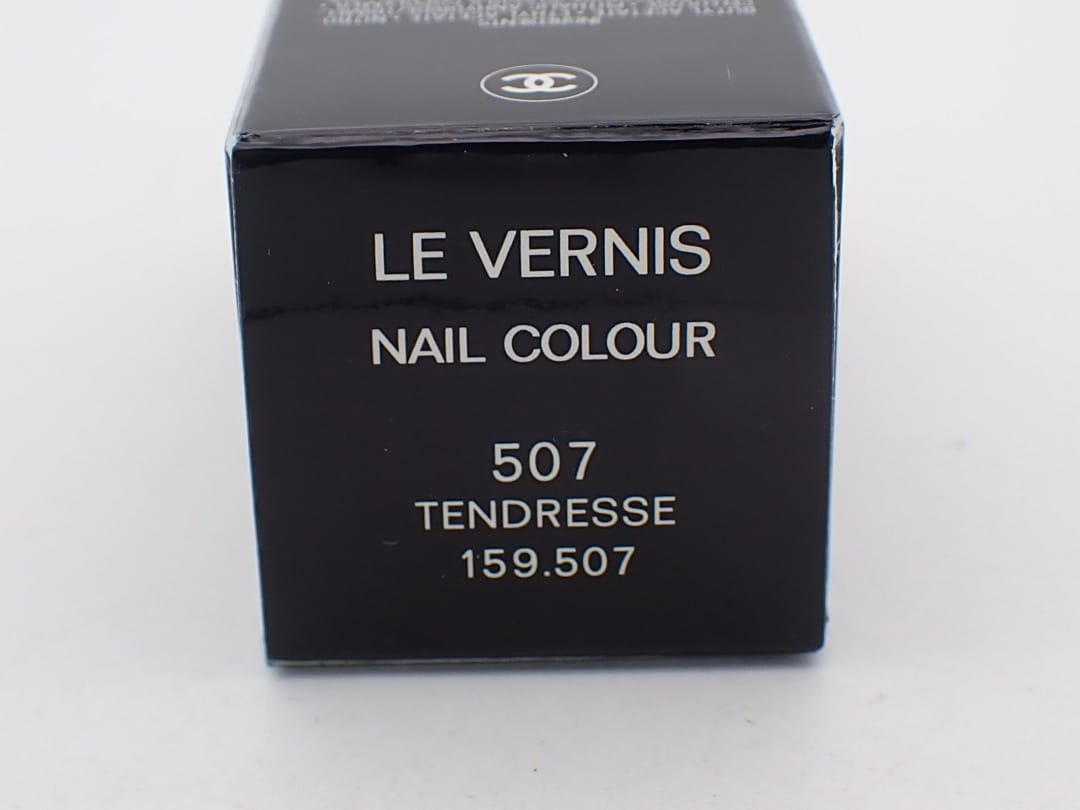 LE VERNIS
NAIL COLOUR
507
TENDRESSE
159.507